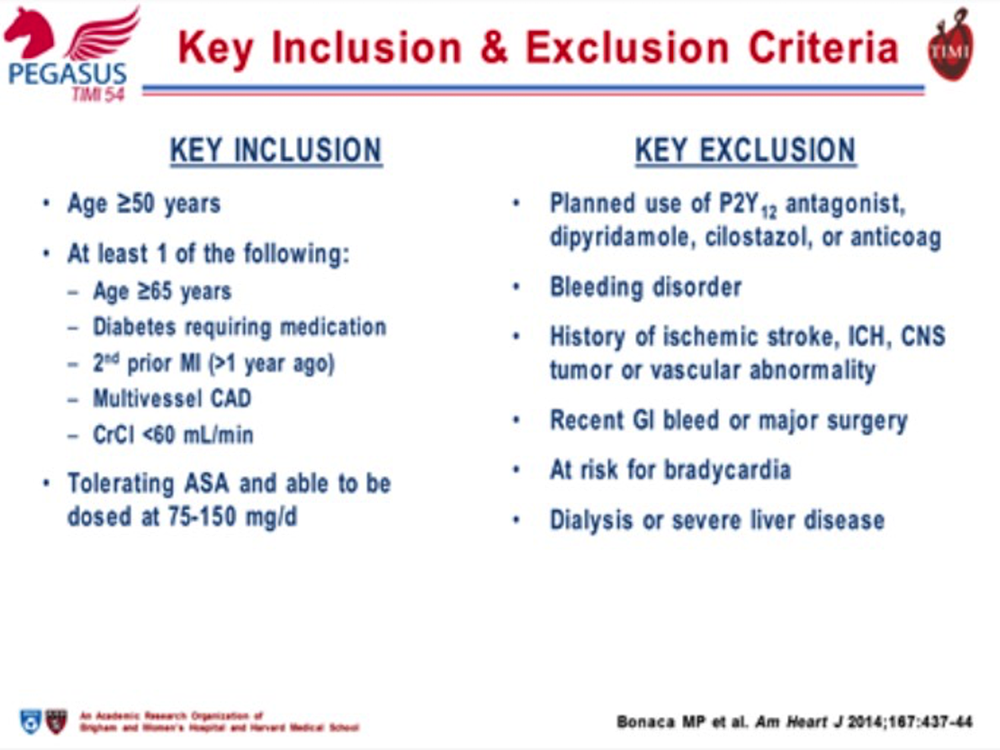 PEGASUS
TIMI 54
Key Inclusion & Exclusion Criteria
TIMI
KEY INCLUSION
• Age ≥50 years
• At least 1 of the following:
– Age ≥65 years
– Diabetes requiring medication
– 2nd prior MI (>1 year ago)
– Multivessel CAD
– CrCl <60 mL/min
• Tolerating ASA and able to be
dosed at 75-150 mg/d
KEY EXCLUSION
• Planned use of P2Y12 antagonist,
dipyridamole, cilostazol, or anticoag
• Bleeding disorder
• History of ischemic stroke, ICH, CNS
tumor or vascular abnormality
• Recent GI bleed or major surgery
• At risk for bradycardia
• Dialysis or severe liver disease
An Academic Research Organization of
Brigham and Women's Hospital and Harvard Medical School
Bonaca MP et al. Am Heart J 2014;167:437-44